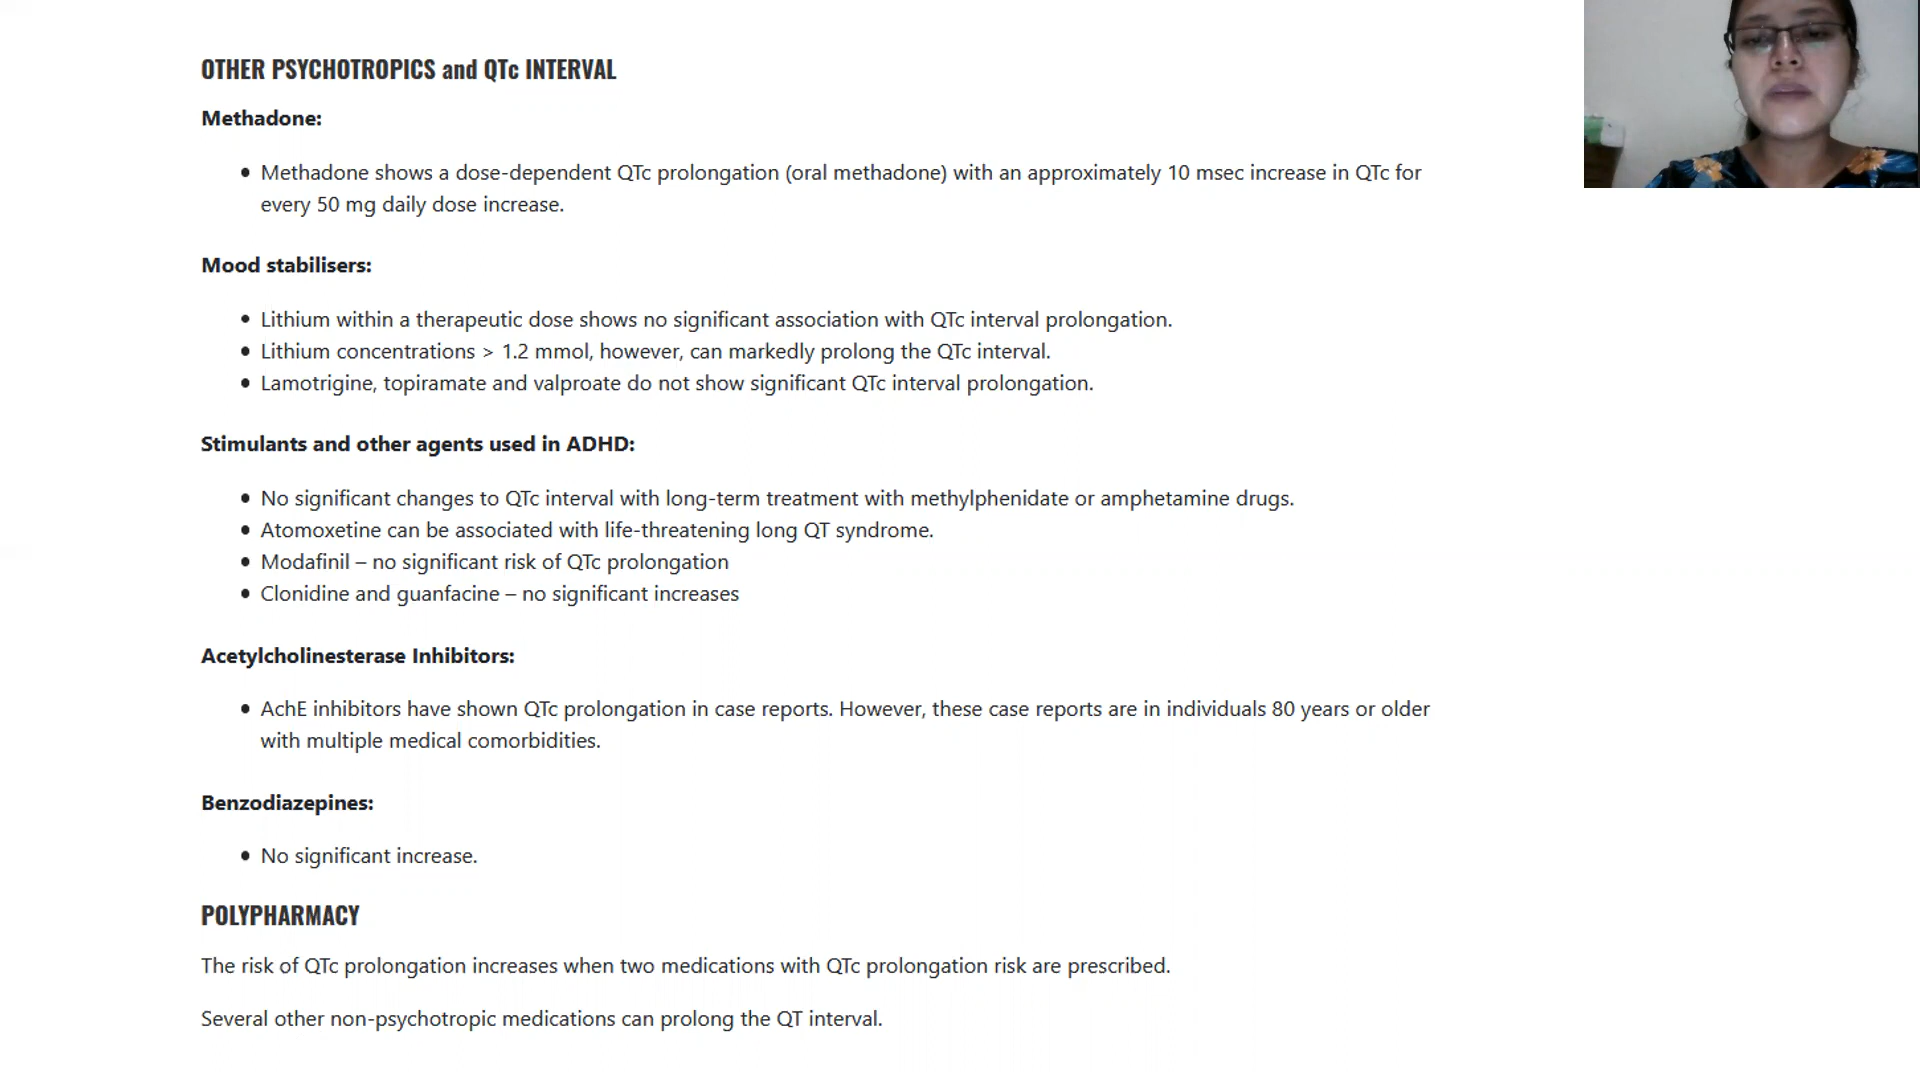 OTHER PSYCHOTROPICS and QTc INTERVAL
Methadone:
• Methadone shows a dose-dependent QTc prolongation (oral methadone) with an approximately 10 msec increase in QTc for
every 50 mg daily dose increase.
Mood stabilisers:
• Lithium within a therapeutic dose shows no significant association with QTc interval prolongation.
• Lithium concentrations > 1.2 mmol, however, can markedly prolong the QTc interval.
• Lamotrigine, topiramate and valproate do not show significant QTc interval prolongation.
Stimulants and other agents used in ADHD:
• No significant changes to QTc interval with long-term treatment with methylphenidate or amphetamine drugs.
• Atomoxetine can be associated with life-threatening long QT syndrome.
• Modafinil – no significant risk of QTc prolongation
• Clonidine and guanfacine – no significant increases
Acetylcholinesterase Inhibitors:
• AchE inhibitors have shown QTc prolongation in case reports. However, these case reports are in individuals 80 years or older
with multiple medical comorbidities.
Benzodiazepines:
• No significant increase.
POLYPHARMACY
The risk of QTc prolongation increases when two medications with QTc prolongation risk are prescribed.
Several other non-psychotropic medications can prolong the QT interval.